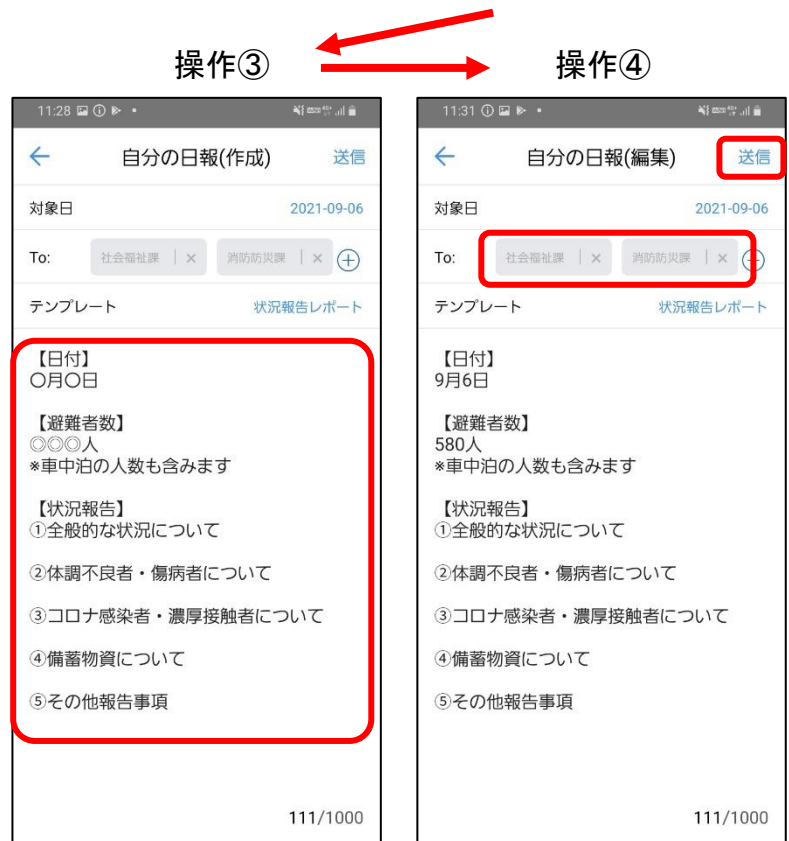 操作③
操作④
11:28
自分の日報(作成)
送信
対象日
2021-09-06
To:
社会福祉課
×
消防防災課
×
テンプレート
状況報告レポート
【日付】
〇月〇日
【避難者数】
◎◎◎人
*車中泊の人数も含みます
【状況報告】
①全般的な状況について
②体調不良者・傷病者について
③コロナ感染者・濃厚接触者について
④備蓄物資について
⑤その他報告事項
111/1000
11:31
自分の日報(編集)
送信
対象日
2021-09-06
To:
社会福祉課
×
消防防災課
×
テンプレート
状況報告レポート
【日付】
9月6日
【避難者数】
580人
*車中泊の人数も含みます
【状況報告】
①全般的な状況について
②体調不良者・傷病者について
③コロナ感染者・濃厚接触者について
④備蓄物資について
⑤その他報告事項
111/1000